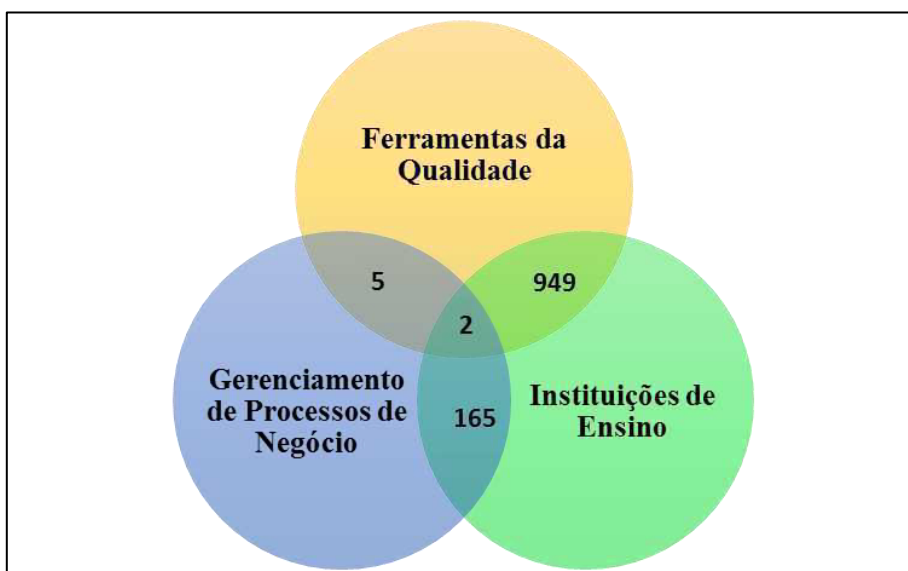 Ferramentas da
Qualidade
5
949
2
Gerenciamento
de Processos de
Negócio
165
Instituições de
Ensino